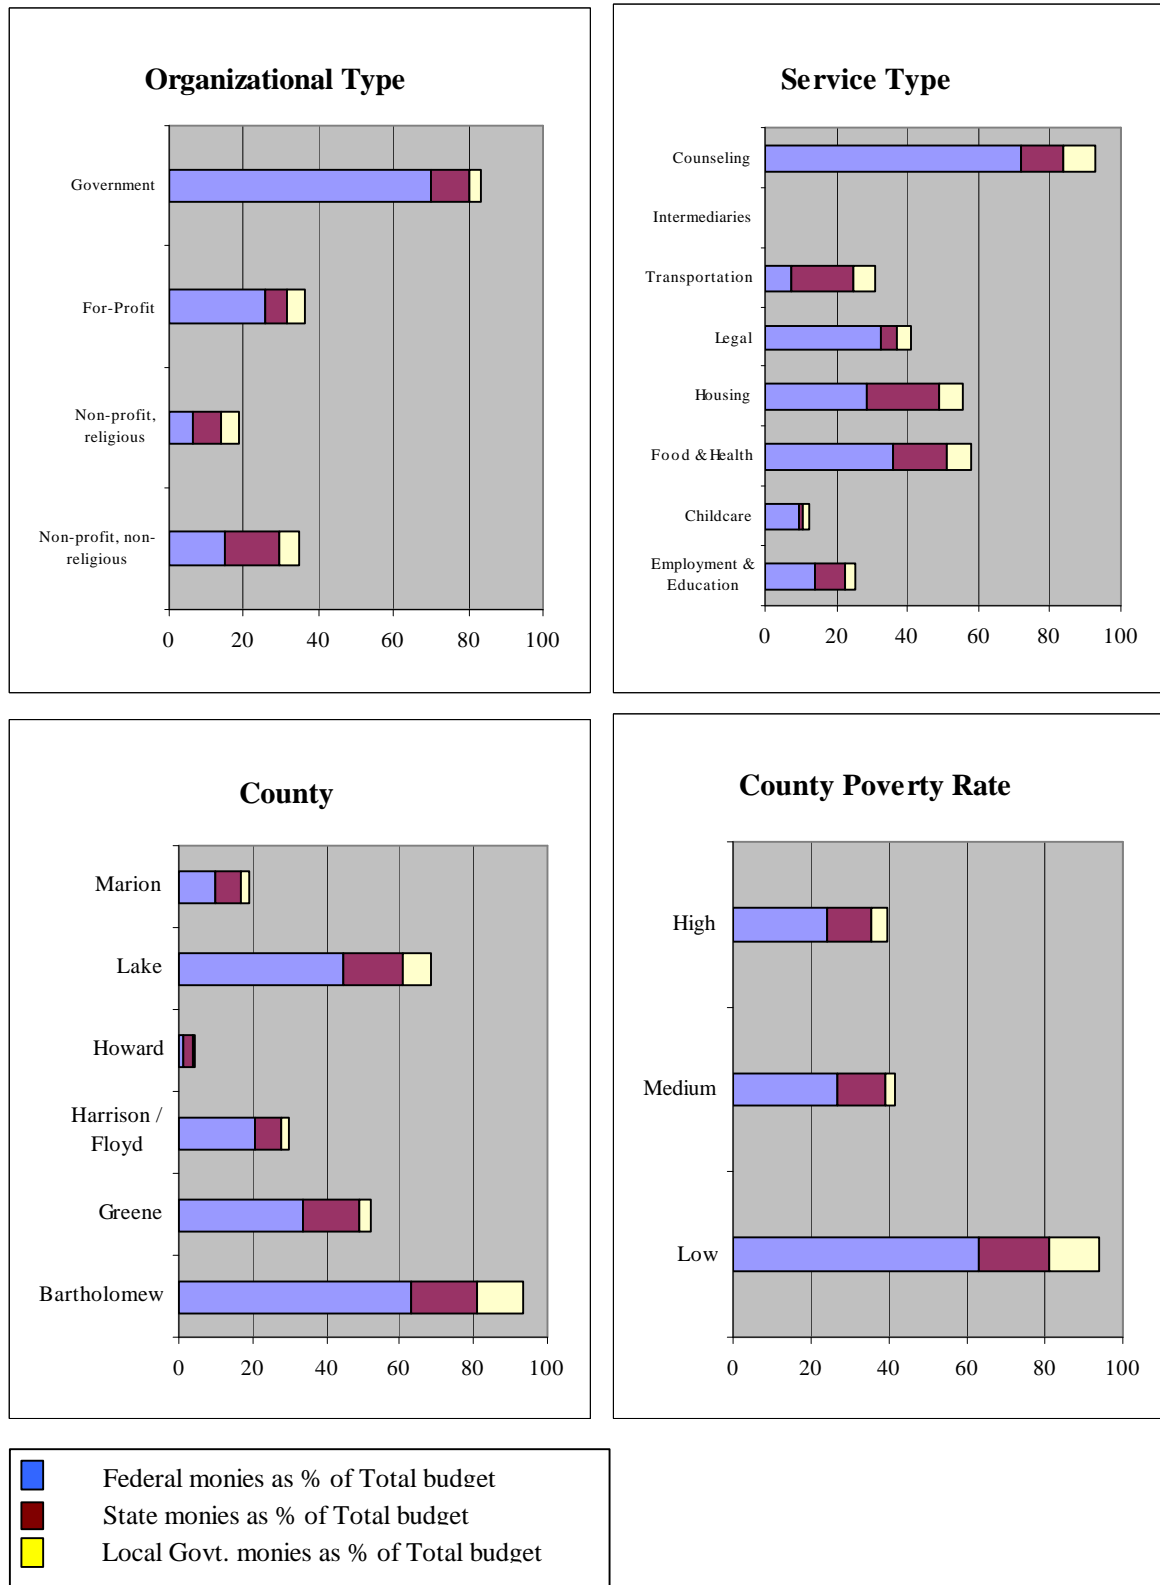 Organizational Type
Government
For-Profit
Non-profit,
religious
Non-profit, non-
religious
0 20 40 60 80 100
Service Type
Counseling
Intermediaries
Transportation
Legal
Housing
Food & Health
Childcare
Employment &
Education
0 20 40 60 80 100
County
Marion
Lake
Howard
Harrison /
Floyd
Greene
Bartholomew
0 20 40 60 80 100
County Poverty Rate
High
Medium
Low
0 20 40 60 80 100
Federal monies as % of Total budget
State monies as % of Total budget
Local Govt. monies as % of Total budget